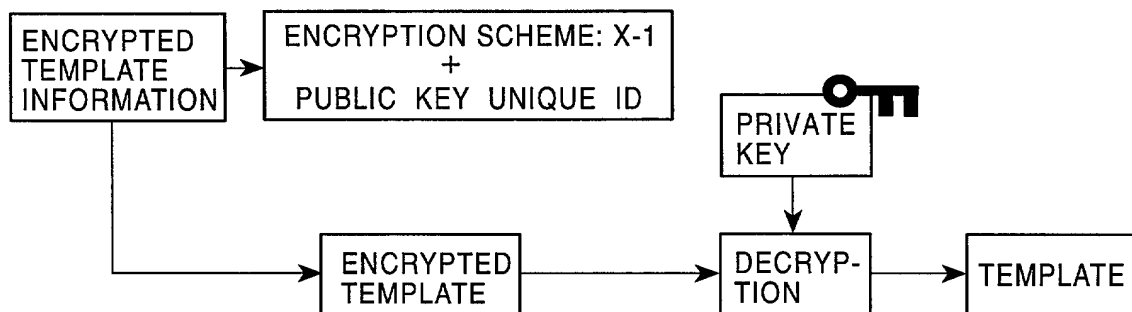 ENCRYPTED
TEMPLATE
INFORMATION
ENCRYPTION SCHEME: X-1
+
PUBLIC KEY UNIQUE ID
PRIVATE
KEY
ENCRYPTED
TEMPLATE
DECRYP-
TION
TEMPLATE